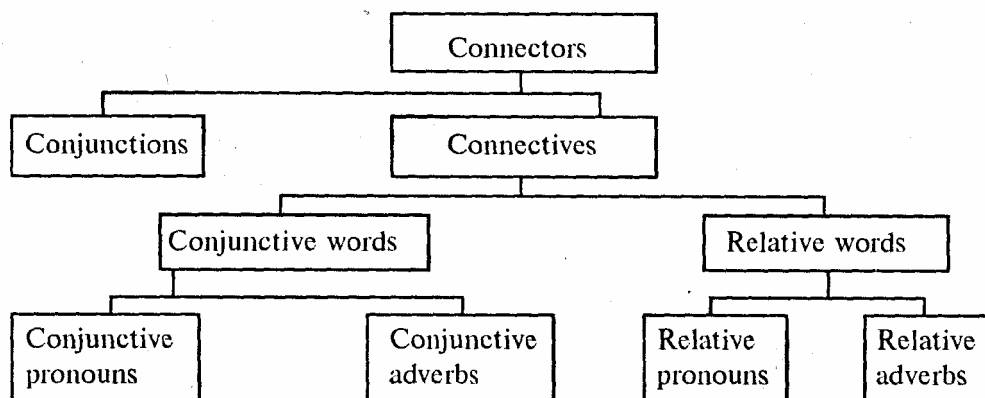 Connectors
Conjunctions
Connectives
Conjunctive words
Relative words
Conjunctive
pronouns
Conjunctive
adverbs
Relative
pronouns
Relative
adverbs